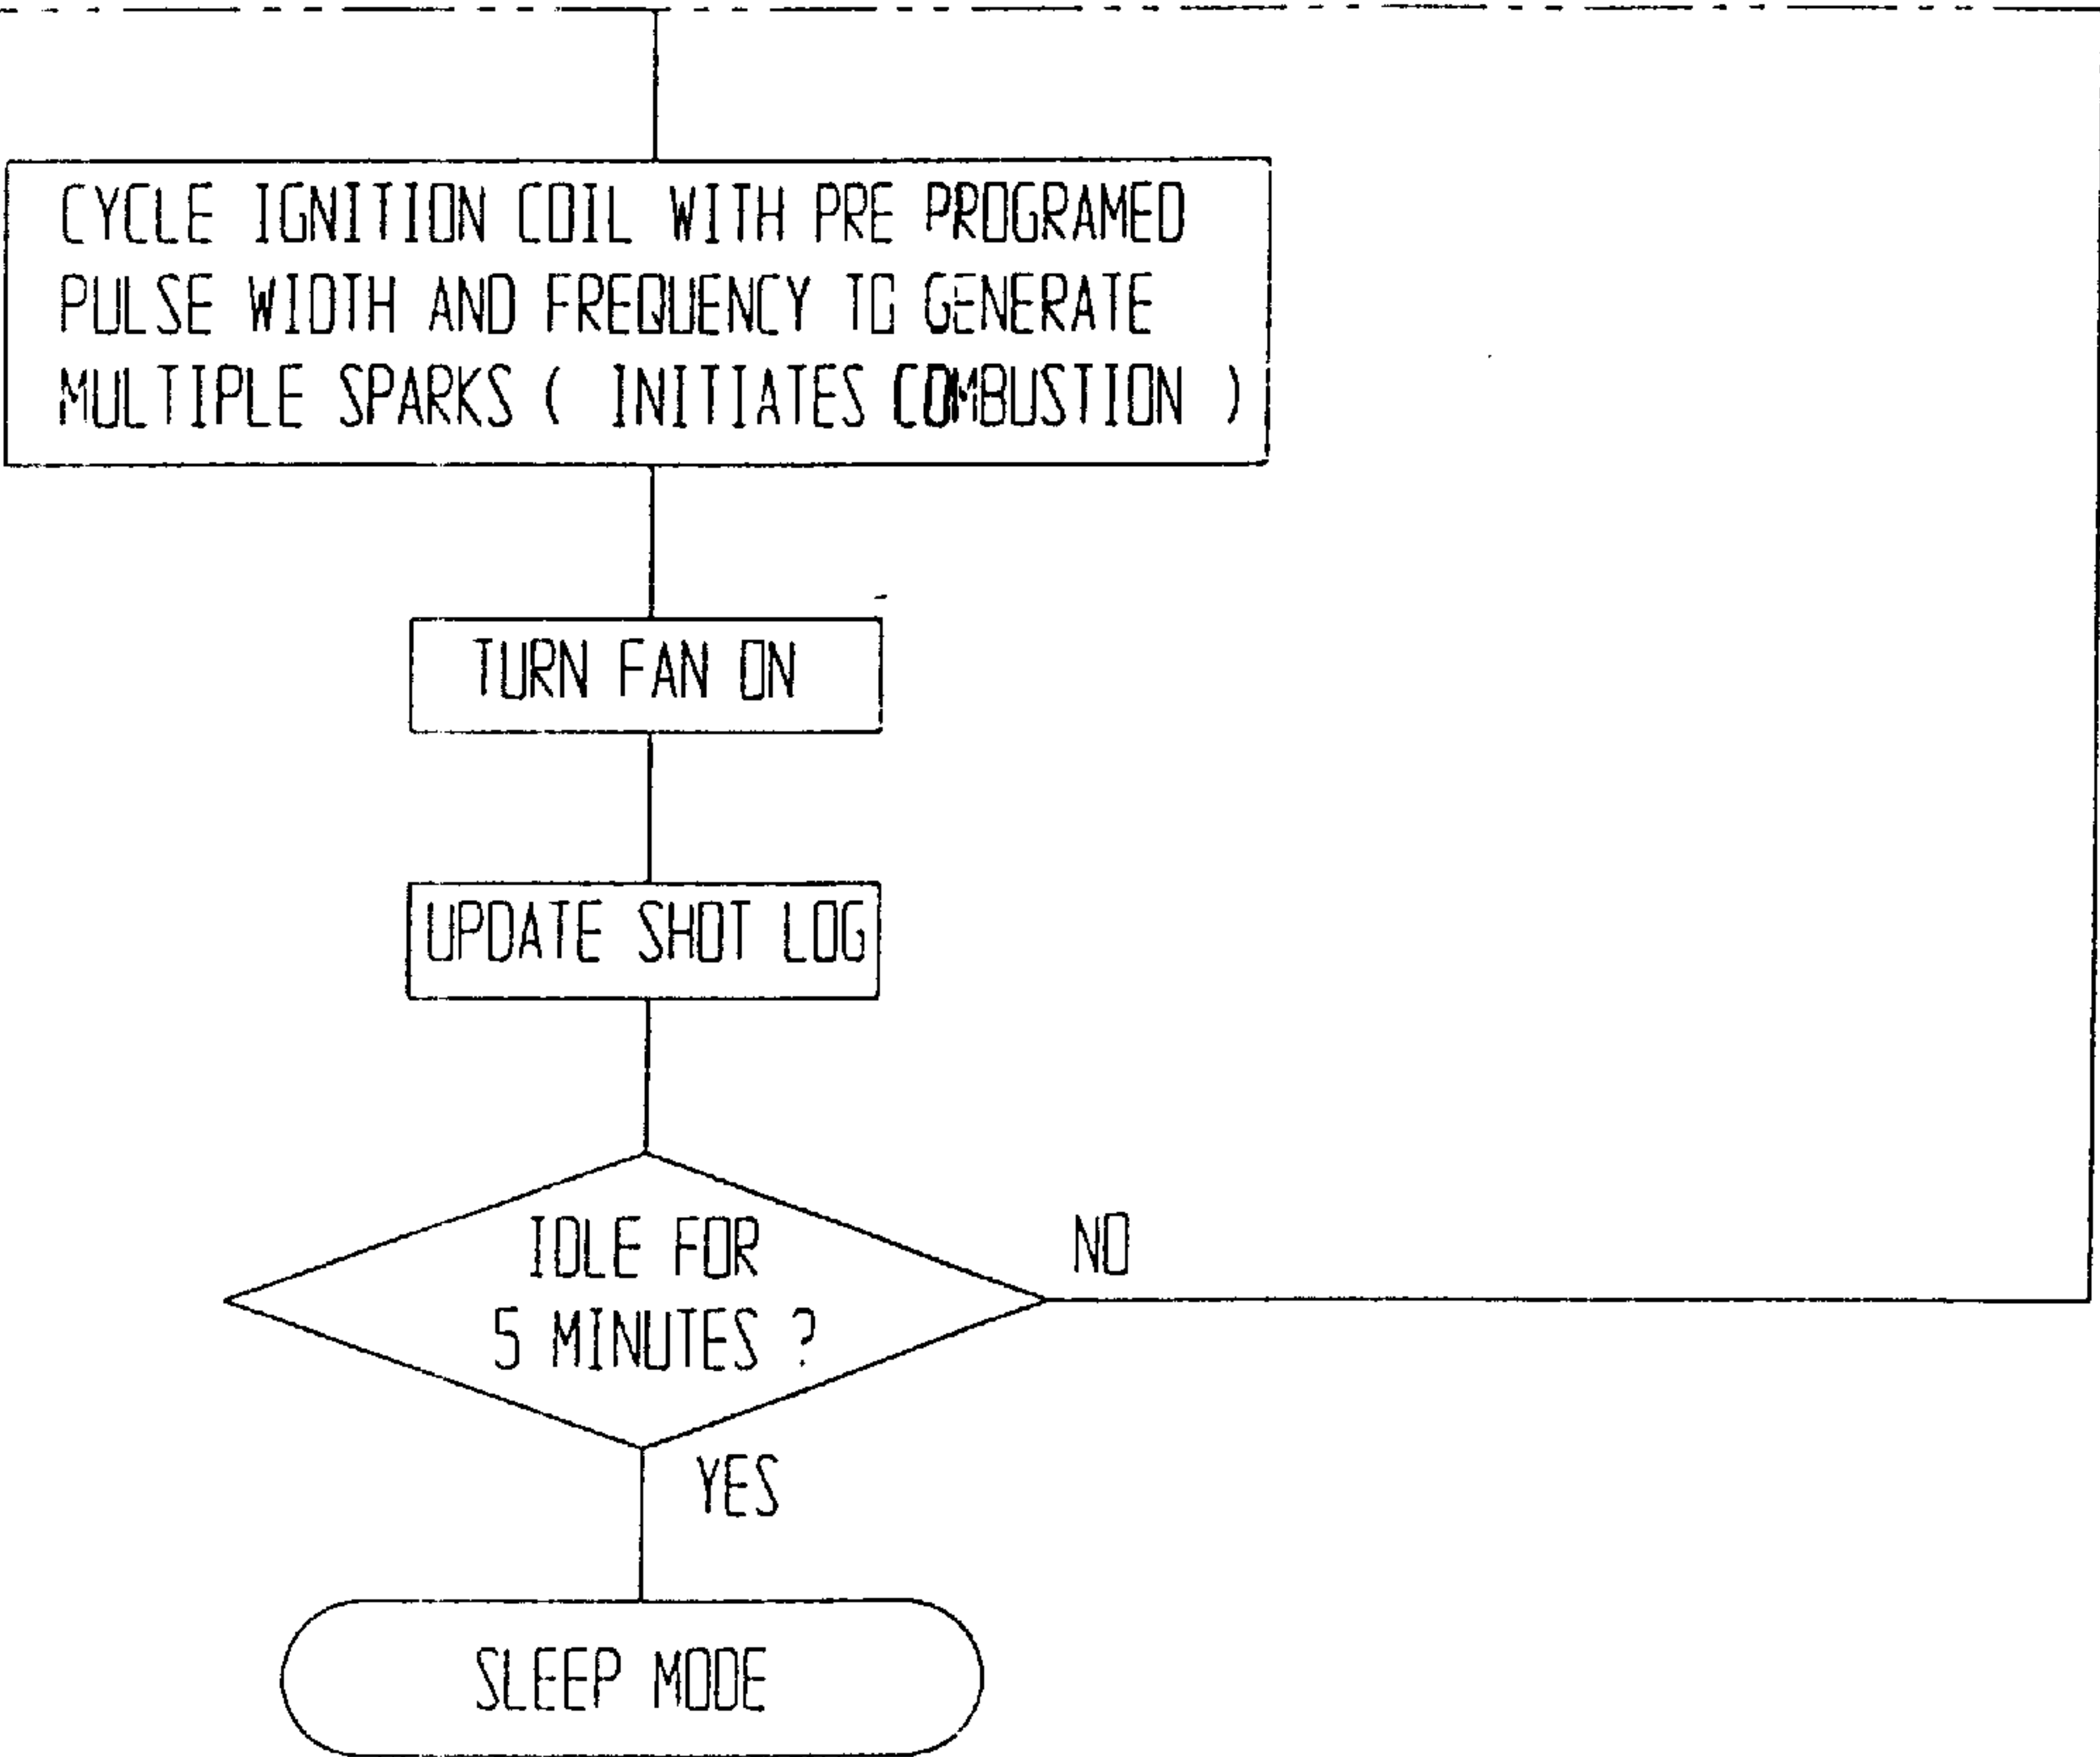 CYCLE IGNITION COIL WITH PRE PROGRAMED
PULSE WIDTH AND FREQUENCY TO GENERATE
MULTIPLE SPARKS ( INITIATES COMBUSTION )
TURN FAN ON
UPDATE SHOT LOG
IDLE FOR
5 MINUTES ?
NO
YES
SLEEP MODE